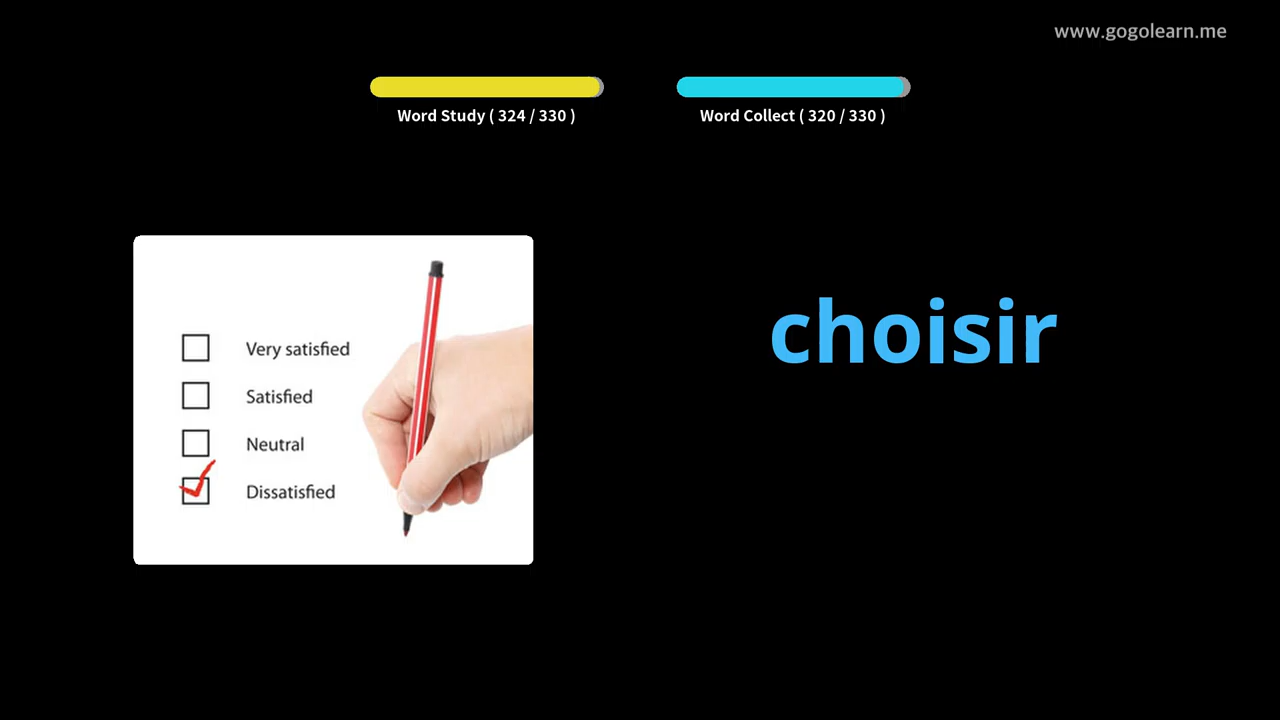 www.gogolearn.me
Word Study ( 324 / 330 )
Word Collect ( 320 / 330 )
Very satisfied
Satisfied
Neutral
Dissatisfied
choisir